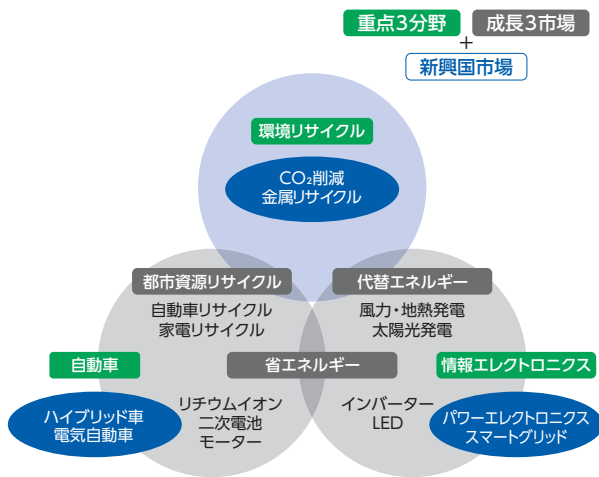 重点3分野
成長3市場
+
新興国市場
環境リサイクル
CO₂削減
金属リサイクル
都市資源リサイクル
自動車リサイクル
家電リサイクル
代替エネルギー
風力・地熱発電
太陽光発電
自動車
省エネルギー
情報エレクトロニクス
ハイブリッド車
電気自動車
リチウムイオン
二次電池
モーター
インバーター
LED
パワーエレクトロニクス
スマートグリッド